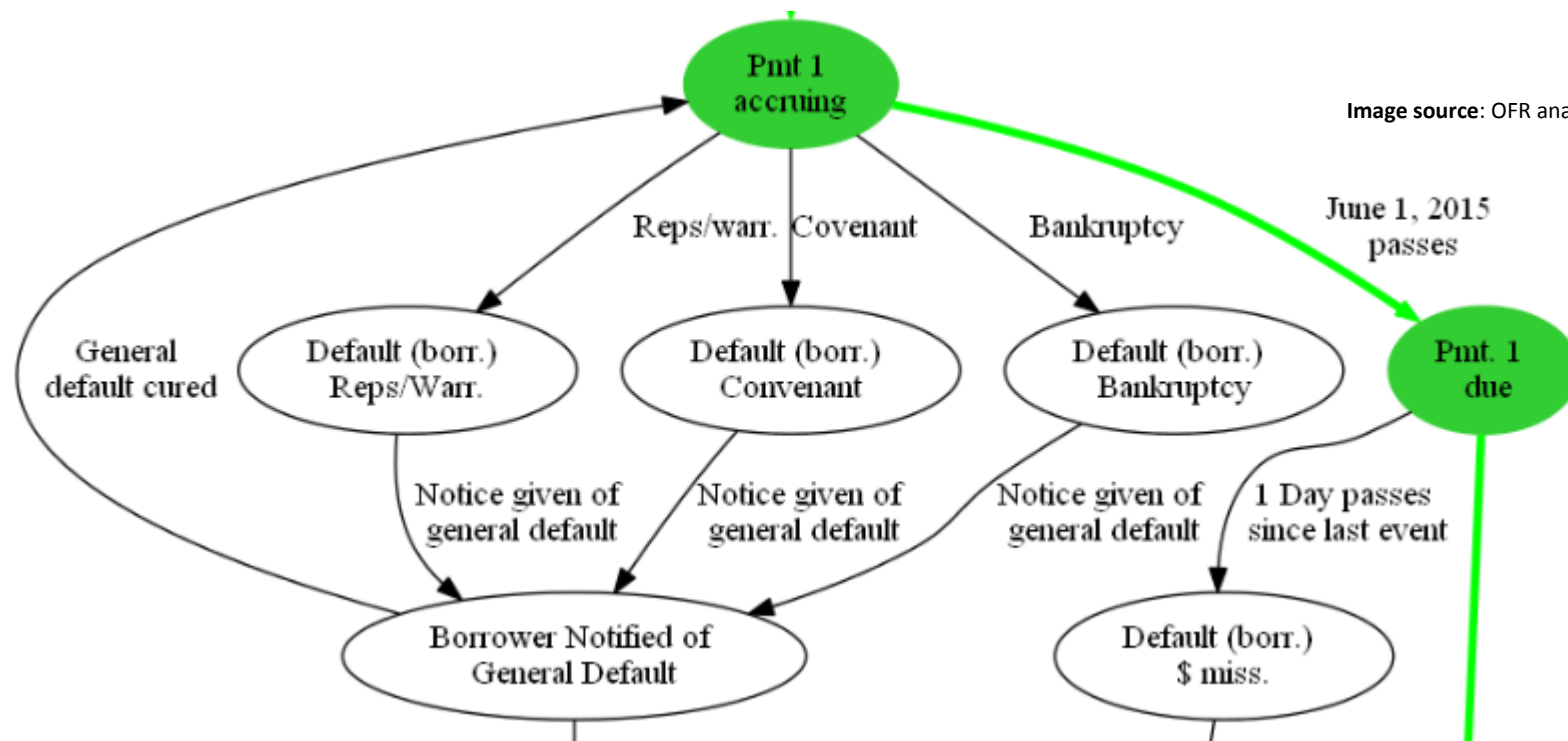 Pmt 1
accruing
Image source: OFR ana
June 1, 2015
passes
Reps/warr.
Covenant
Bankruptcy
General
default cured
Default (borr.)
Reps/Warr.
Default (borr.)
Convenant
Default (borr.)
Bankruptcy
Pmt. 1
due
Notice given of
general default
Notice given of
general default
Notice given of
general default
1 Day passes
since last event
Borrower Notified of
General Default
Default (borr.)
$ miss.